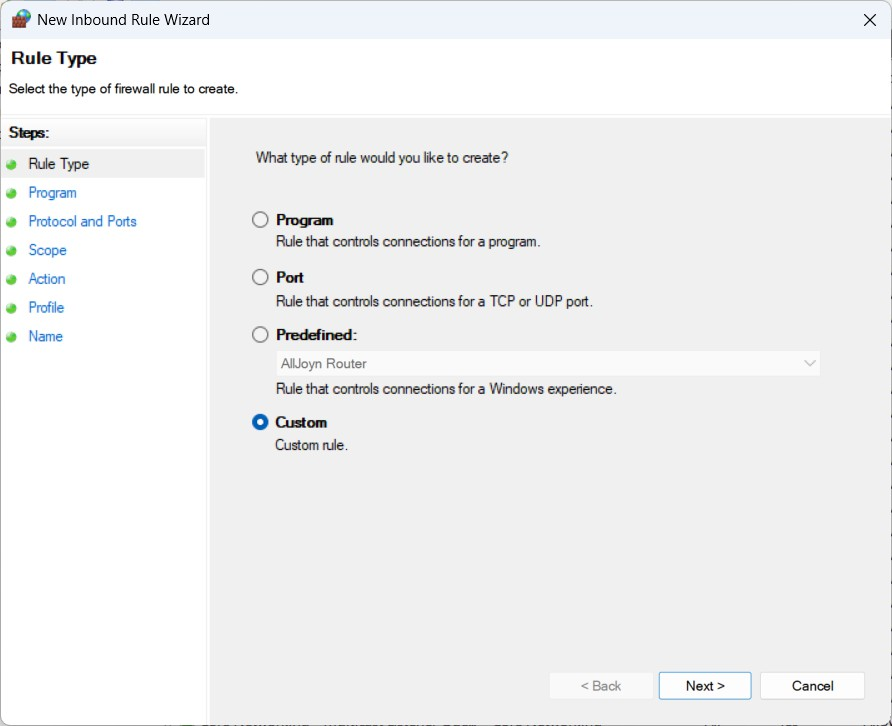 New Inbound Rule Wizard
Rule Type
Select the type of firewall rule to create.
Steps:
Rule Type
Program
Protocol and Ports
Scope
Action
Profile
Name
What type of rule would you like to create?
Program
Rule that controls connections for a program.
Port
Rule that controls connections for a TCP or UDP port.
Predefined:
AllJoyn Router
Rule that controls connections for a Windows experience.
Custom
Custom rule.
< Back
Next >
Cancel